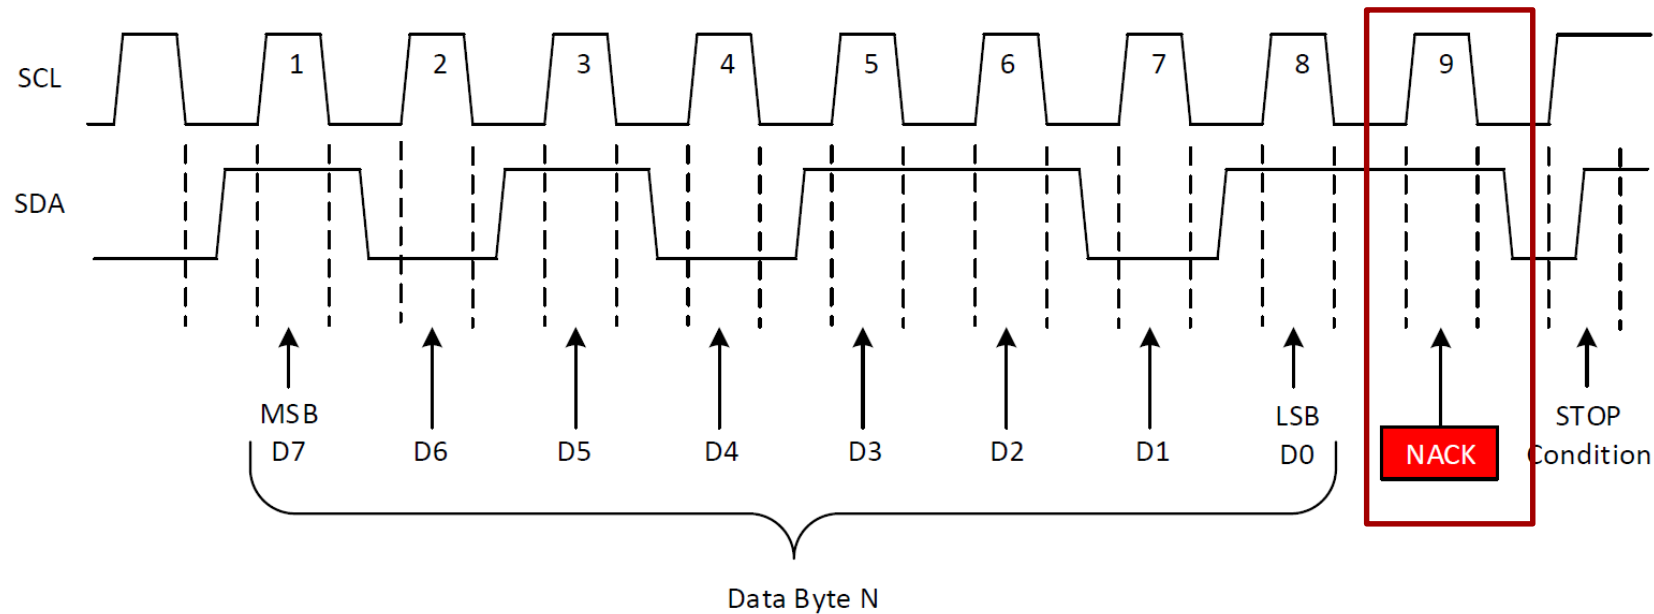 SCL
1 2 3 4 5 6 7 8 9
SDA
MSB LSB STOP
D7 D6 D5 D4 D3 D2 D1 D0 NACK Condition
Data Byte N